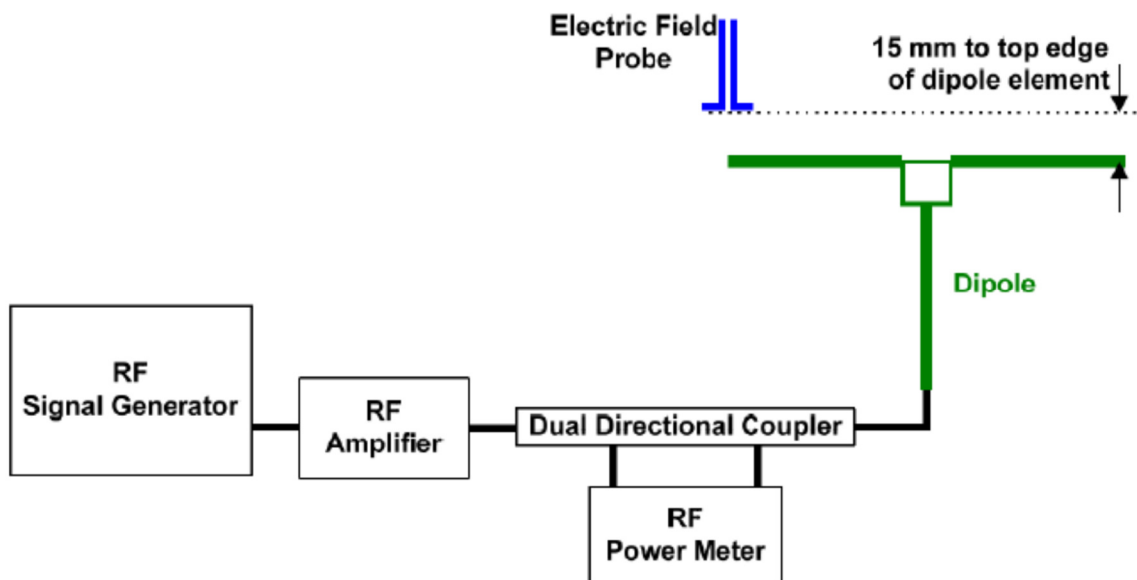 Electric Field
Probe
15 mm to top edge
of dipole element
Dipole
RF
Signal Generator
RF
Amplifier
Dual Directional Coupler
RF
Power Meter